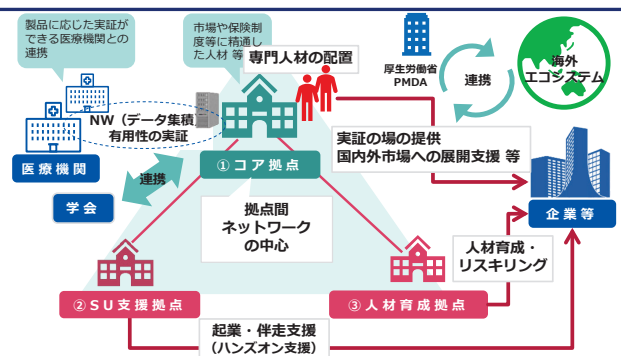 製品に応じた実証が
できる医療機関との
連携
市場や保険制
度等に精通し
た人材 等
専門人材の配置
厚生労働省
PMDA
連携
海外
エコシステム
NW（データ集積
有用性の実証
医療機関
連携
学会
①コア拠点
実証の場の提供
国内外市場への展開支援 等
企業等
拠点間
ネットワーク
の中心
人材育成・
リスキリング
②SU支援拠点
③人材育成拠点
起業・伴走支援
（ハンズオン支援）